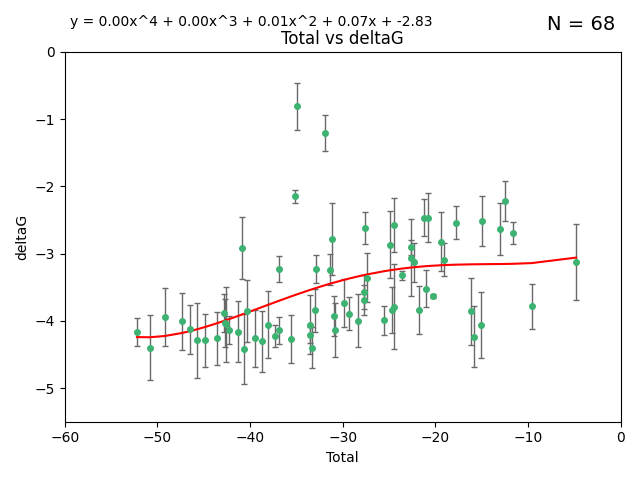 y = 0.00x^4 + 0.00x^3 + 0.01x^2 + 0.07x + -2.83
N = 68
Total vs deltaG
0
−1
−2
−3
−4
−5
deltaG
−60 −50 −40 −30 −20 −10 0
Total